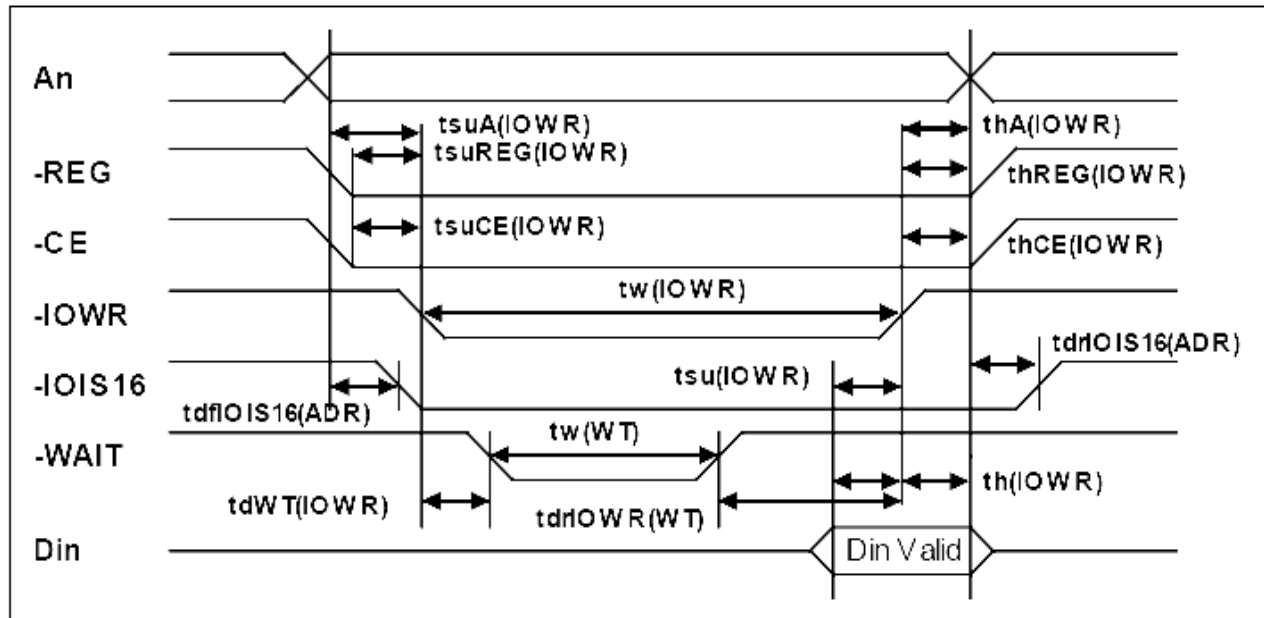 An
tsuA(IOWR)
thA(IOWR)
tsuREG(IOWR)
-REG
thREG(IOWR)
tsuCE(IOWR)
-CE
thCE(IOWR)
tw(IOWR)
-IOWR
tdrIOIS16(ADR)
-IOIS16
tsu(IOWR)
tdfIOIS16(ADR)
tw(WT)
-WAIT
th(IOWR)
tdWT(IOWR)
tdrIOWR(WT)
Din
Din Valid